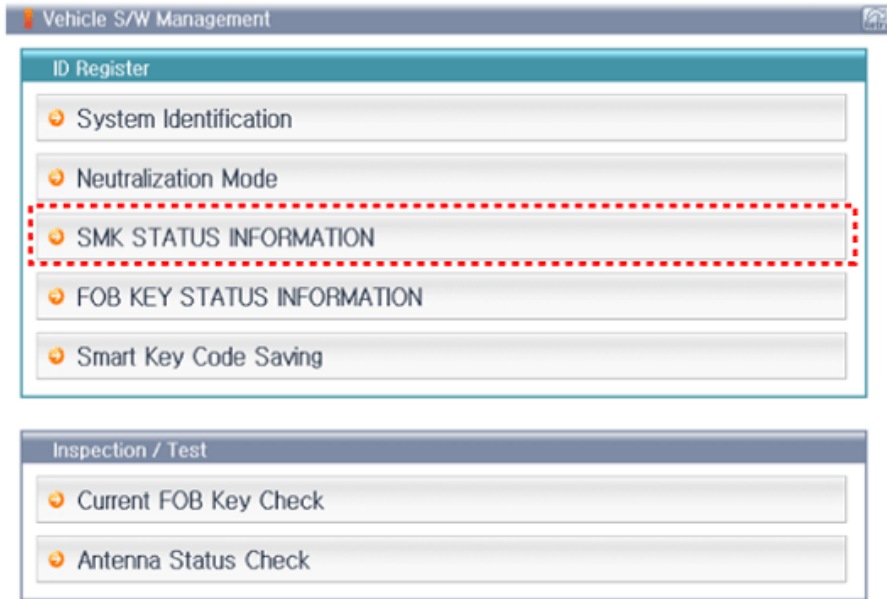 Vehicle S/W Management
ID Register
System Identification
Neutralization Mode
SMK STATUS INFORMATION
FOB KEY STATUS INFORMATION
Smart Key Code Saving
Inspection / Test
Current FOB Key Check
Antenna Status Check